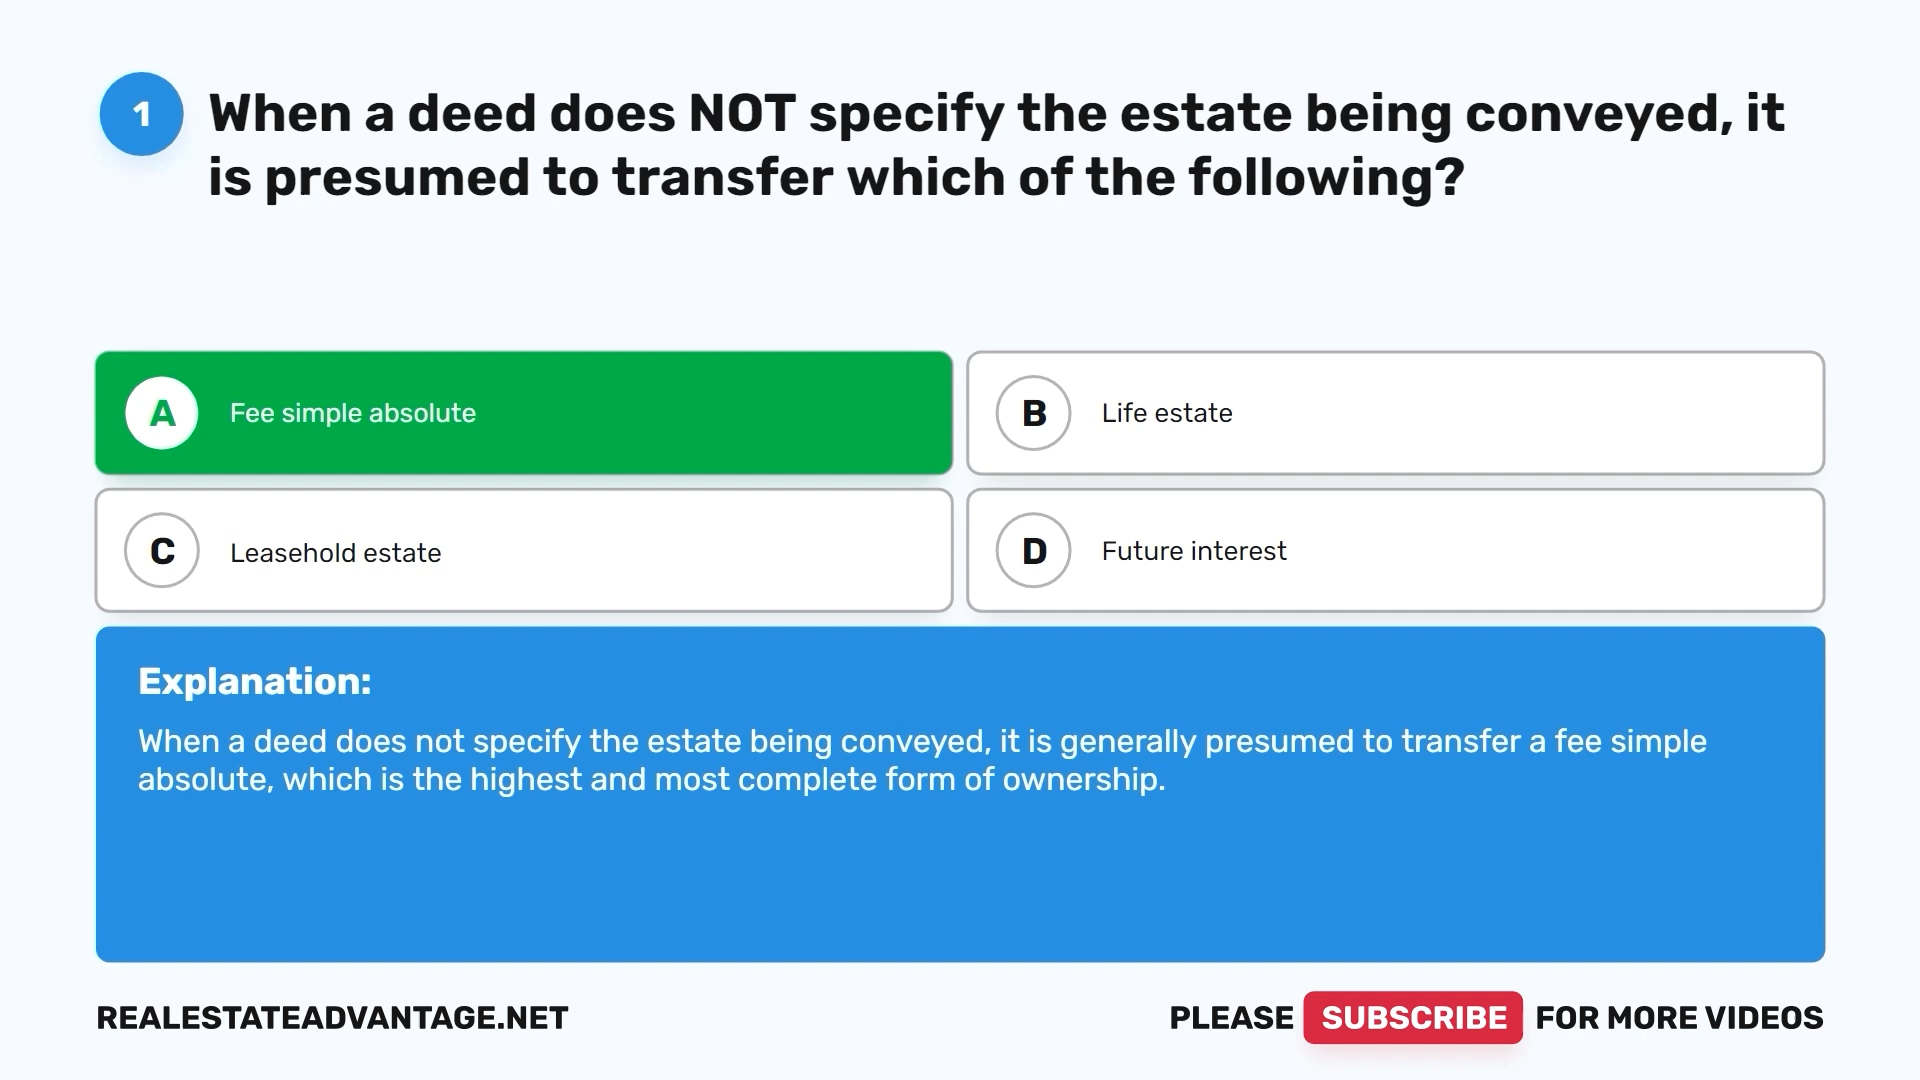 1
When a deed does NOT specify the estate being conveyed, it
is presumed to transfer which of the following?
A Fee simple absolute
B Life estate
C Leasehold estate
D Future interest
Explanation:
When a deed does not specify the estate being conveyed, it is generally presumed to transfer a fee simple
absolute, which is the highest and most complete form of ownership.
REALESTATEADVANTAGE.NET
PLEASE SUBSCRIBE FOR MORE VIDEOS